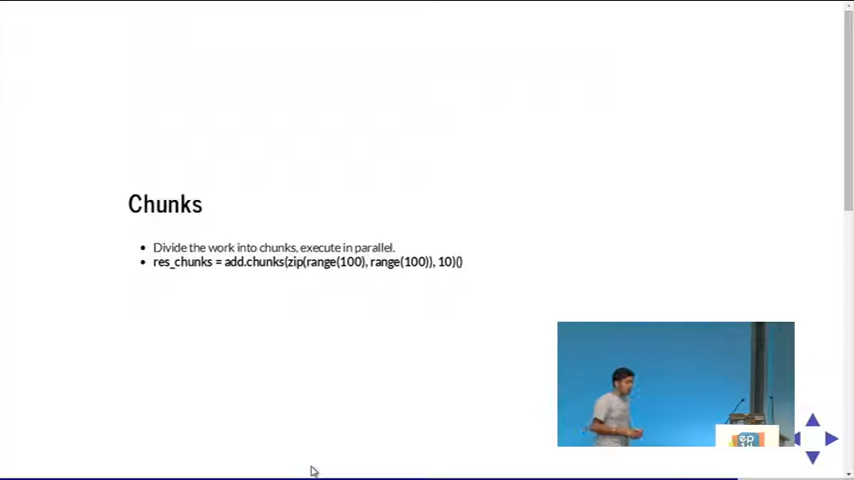 Chunks
Divide the work into chunks, execute in parallel.
res_chunks = add.chunks(zip(range(100), range(100)), 10)()